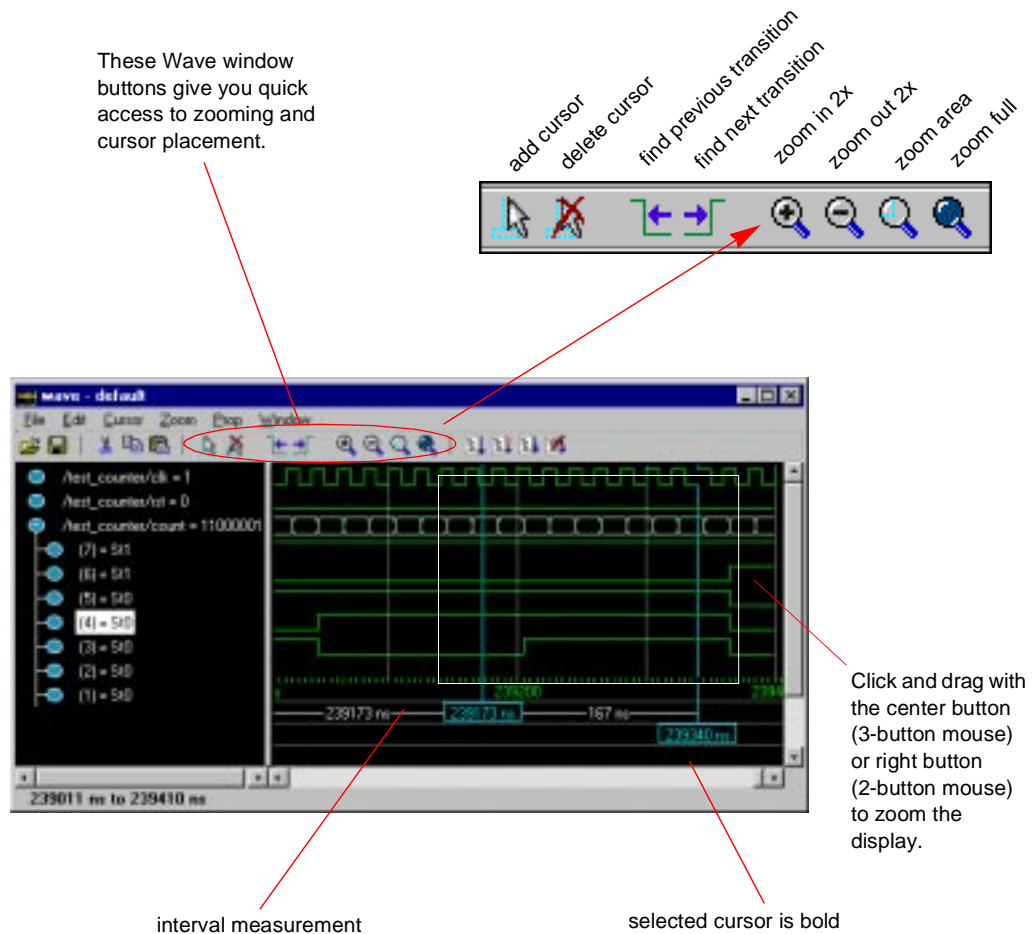 These Wave window
buttons give you quick
access to zooming and
cursor placement.
add cursor
delete cursor
find previous transition
find next transition
zoom in 2x
zoom out 2x
zoom area
zoom full
wave - default
File Edit Cursor Zoom Prop Window
/test_counter/clk = 1
/test_counter/rst = 0
/test_counter/count = 11000001
(7) = St1
(6) = St1
(5) = St0
(4) = St0
(3) = St0
(2) = St0
(1) = St0
239200
2394
239173 ns
239173 ns
167 ns
239340 ns
239011 ns to 239410 ns
Click and drag with
the center button
(3-button mouse)
or right button
(2-button mouse)
to zoom the
display.
interval measurement
selected cursor is bold